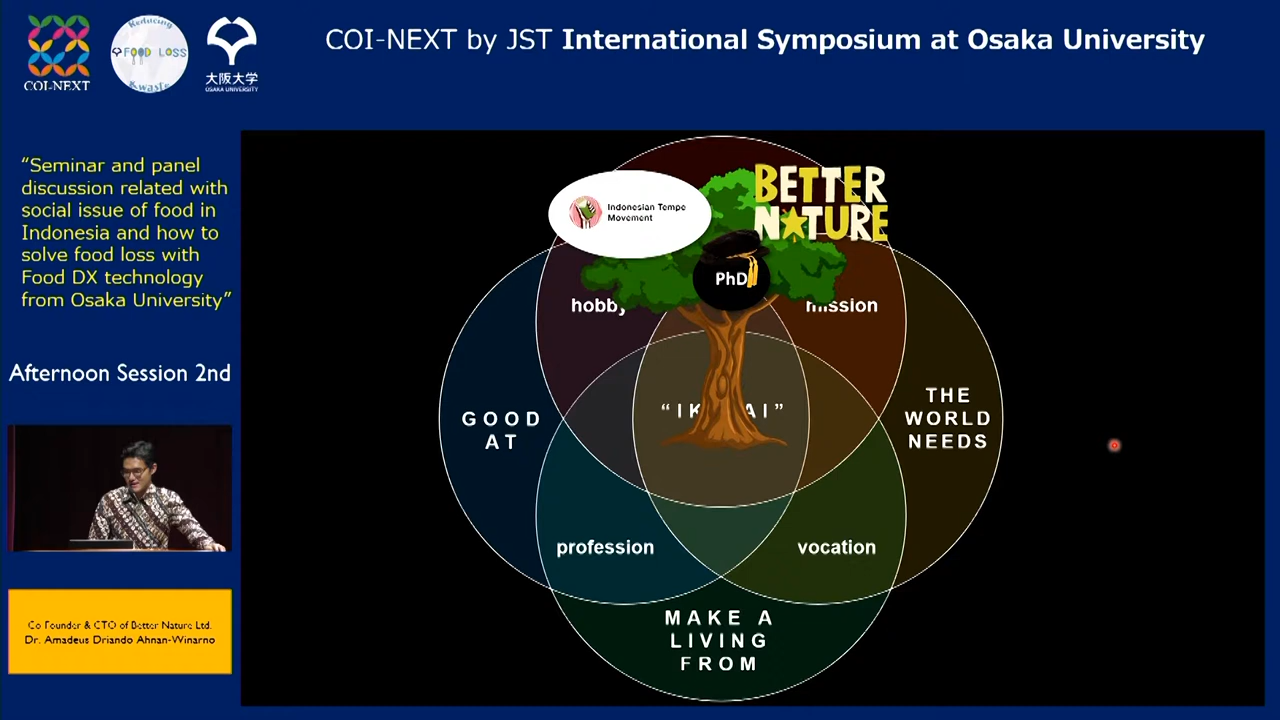 COI-NEXT
Reducing
FOOD LOSS
& waste
大阪大学
OSAKA UNIVERSITY
COI-NEXT by JST International Symposium at Osaka University
“Seminar and panel
discussion related with
social issue of food in
Indonesia and how to
solve food loss with
Food DX technology
from Osaka University”
Afternoon Session 2nd
Co Founder & CTO of Better Nature Ltd.
Dr. Amadeus Driando Ahnan-Winarno
Indonesian Tempe
Movement
BETTER
NATURE
PhD
hobby
mission
GOOD
AT
THE
WORLD
NEEDS
profession
vocation
MAKE A
LIVING
FROM